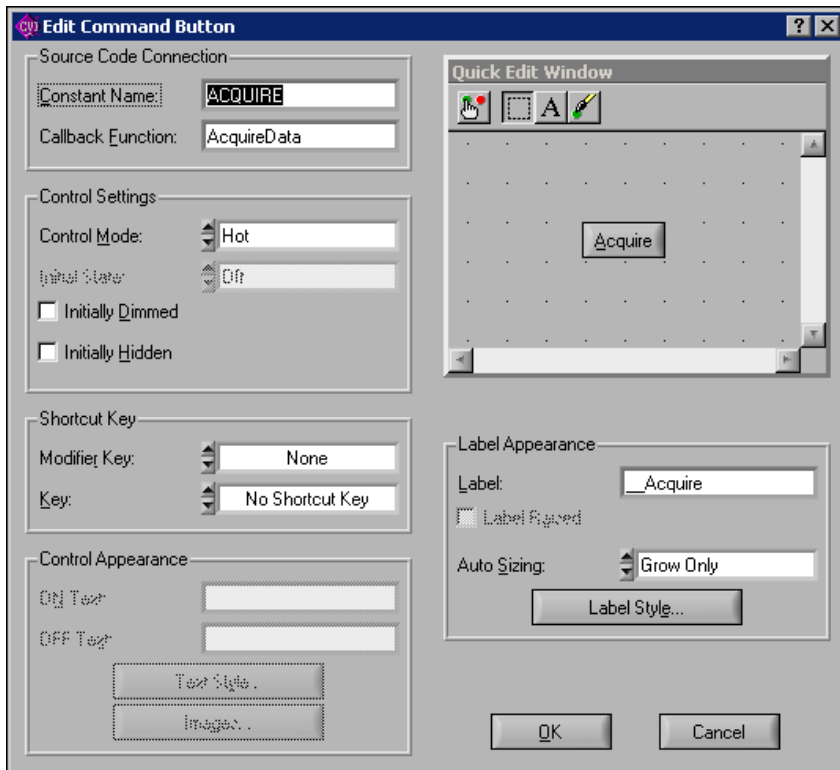 CVI Edit Command Button
Source Code Connection
Constant Name: ACQUIRE
Callback Function: AcquireData
Control Settings
Control Mode: Hot
Initial State: Off
Initially Dimmed
Initially Hidden
Shortcut Key
Modifier Key: None
Key: No Shortcut Key
Control Appearance
ON Text:
OFF Text:
Text Style...
Images...
Quick Edit Window
A
Acquire
Label Appearance
Label: __Acquire
Label Raised
Auto Sizing: Grow Only
Label Style...
OK Cancel